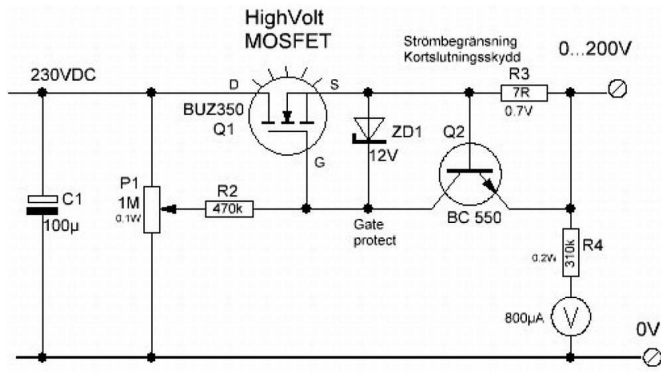 HighVolt
MOSFET
Strömbegränsning
Kortslutningsskydd
0...200V
230VDC
D
S
R3
7R
0.7V
BUZ350
Q1
G
ZD1
12V
Q2
C1
100µ
P1
1M
0.1W
R2
470k
Gate
protect
BC 550
R4
310k
0.2W
800µA
V
0V